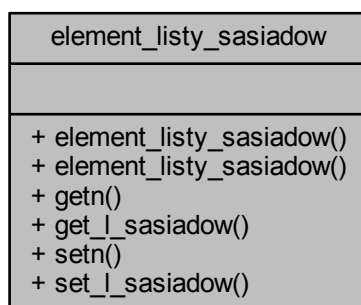 element_listy_sasiadow
+ element_listy_sasiadow()
+ element_listy_sasiadow()
+ getn()
+ get_l_sasiadow()
+ setn()
+ set_l_sasiadow()